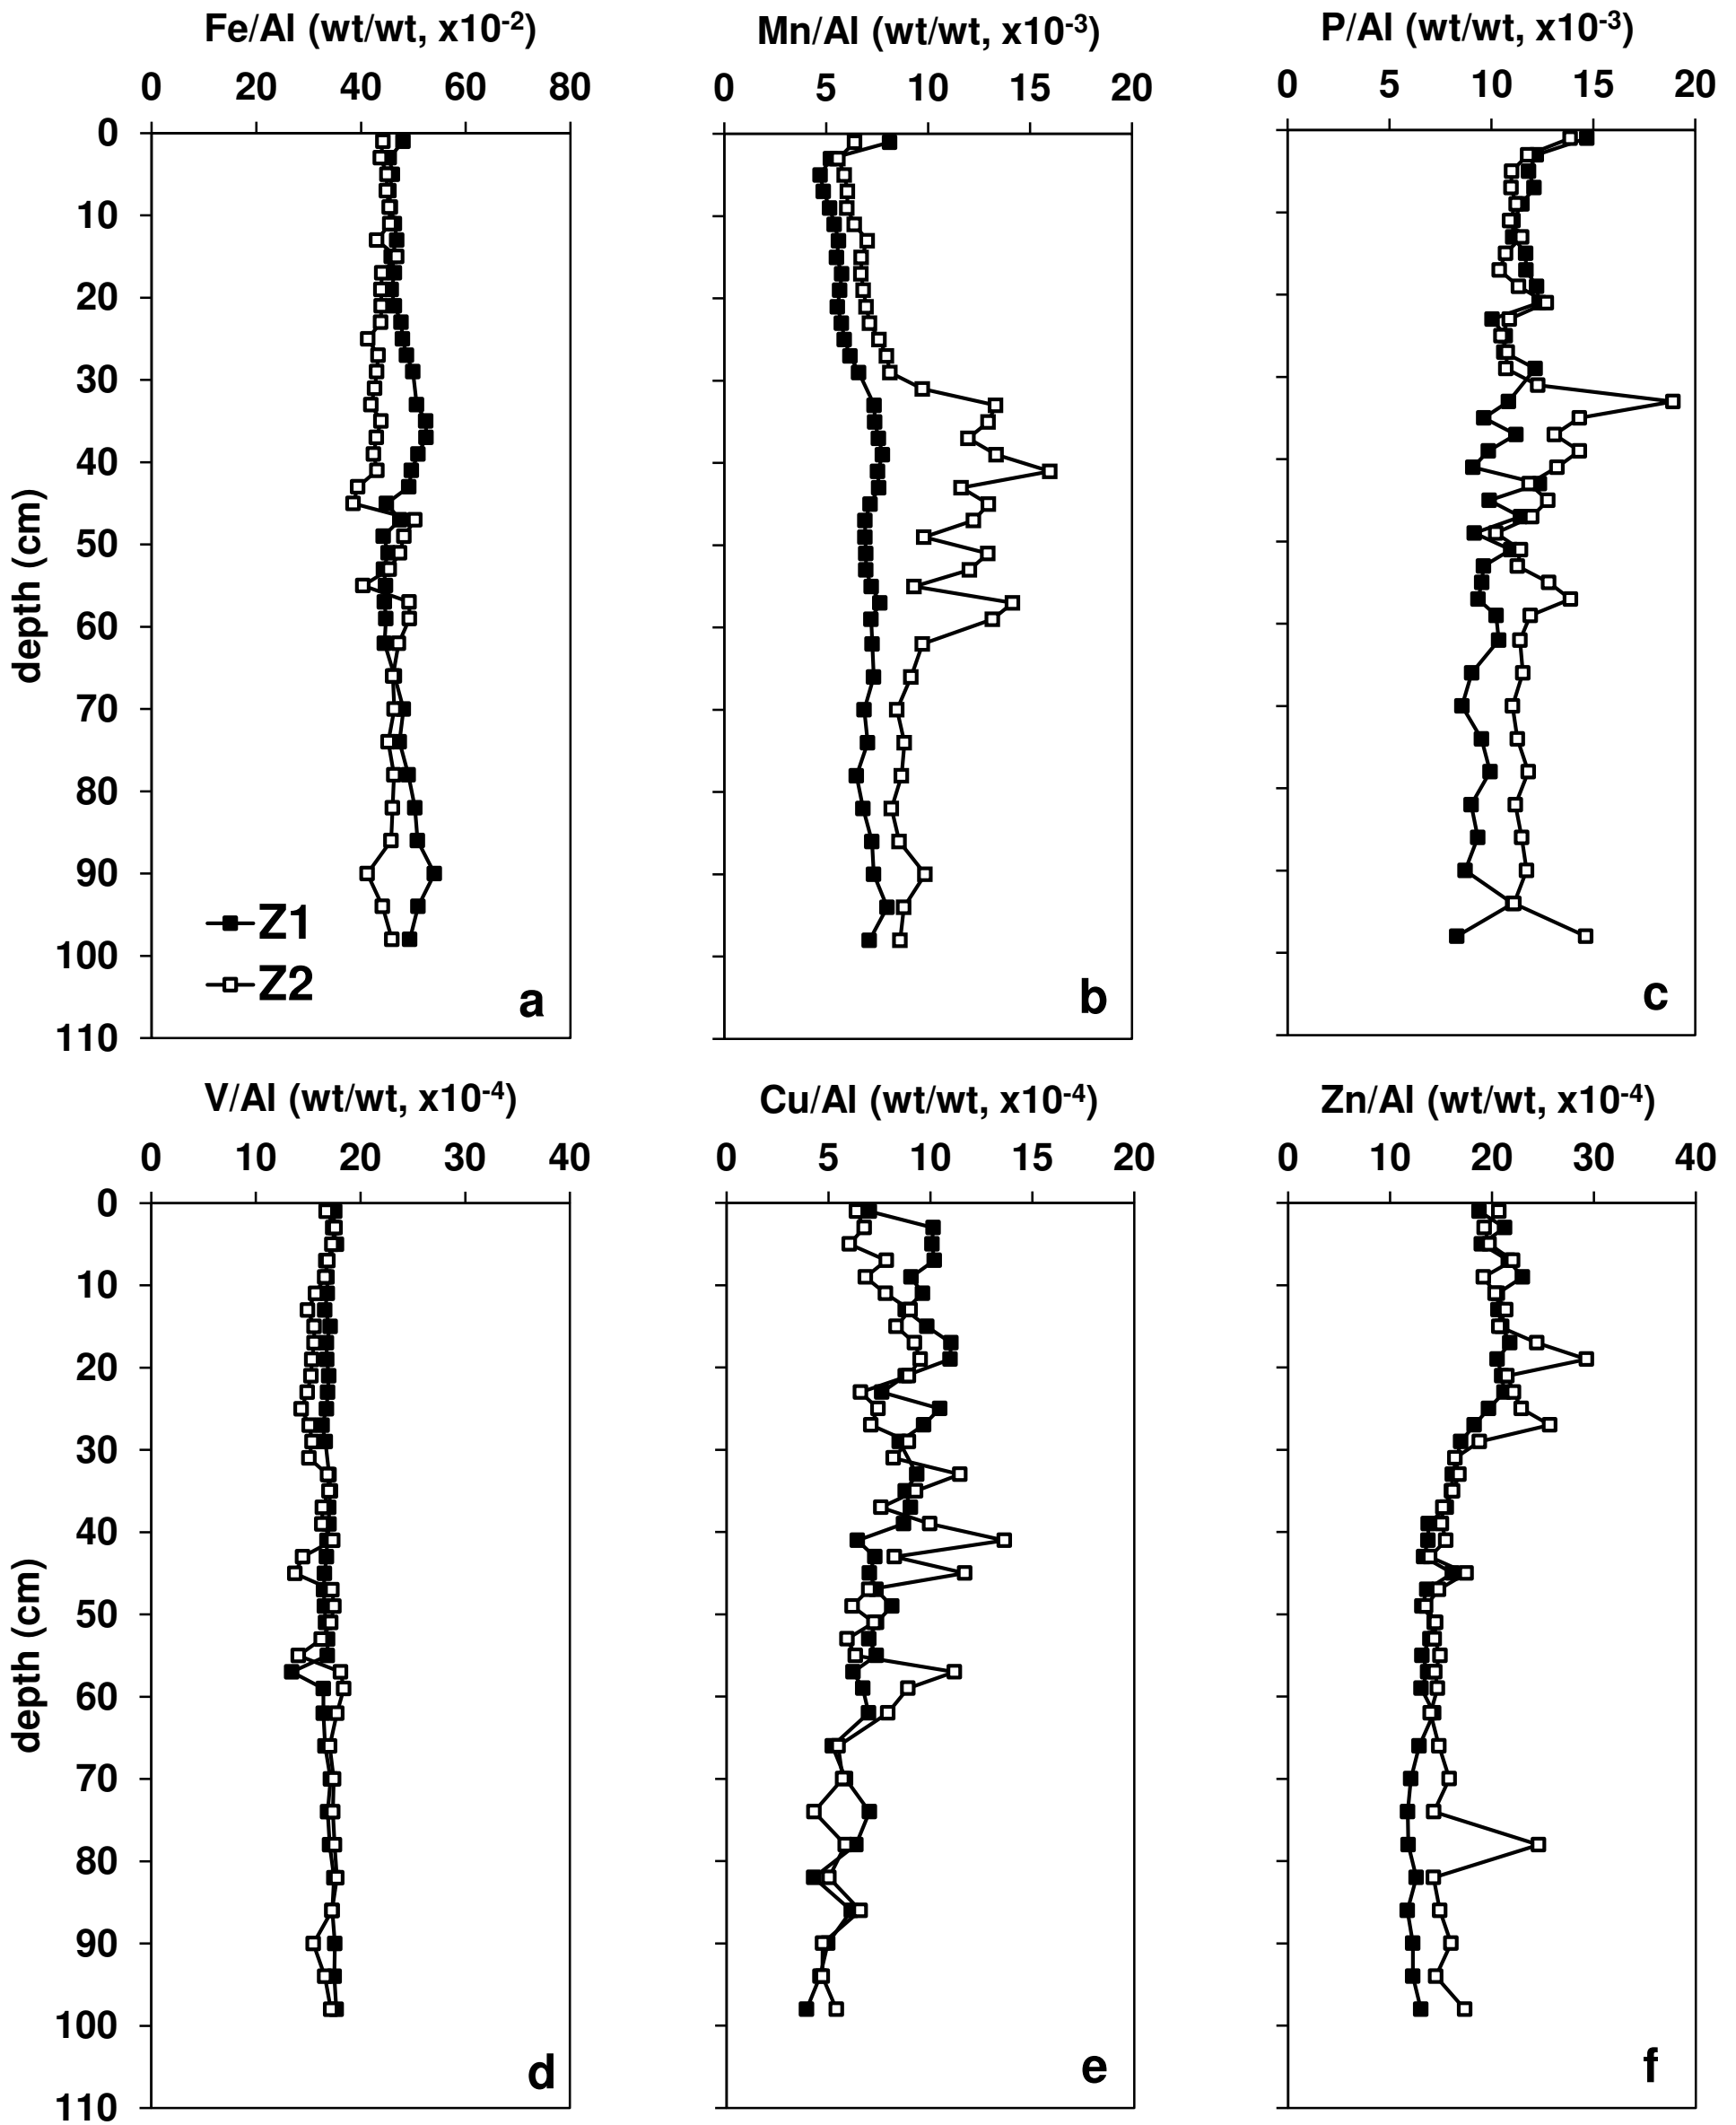 Fe/Al (wt/wt, x10-2) Mn/Al (wt/wt, x10-3) P/Al (wt/wt, x10-3)
0 20 40 60 80 0 5 10 15 20 0 5 10 15 20
0
10
20
30
40
50
60
70
80
90
100
110
depth (cm)
Z1
Z2
a b c
V/Al (wt/wt, x10-4) Cu/Al (wt/wt, x10-4) Zn/Al (wt/wt, x10-4)
0 10 20 30 40 0 5 10 15 20 0 10 20 30 40
0
10
20
30
40
50
60
70
80
90
100
110
depth (cm)
d e f